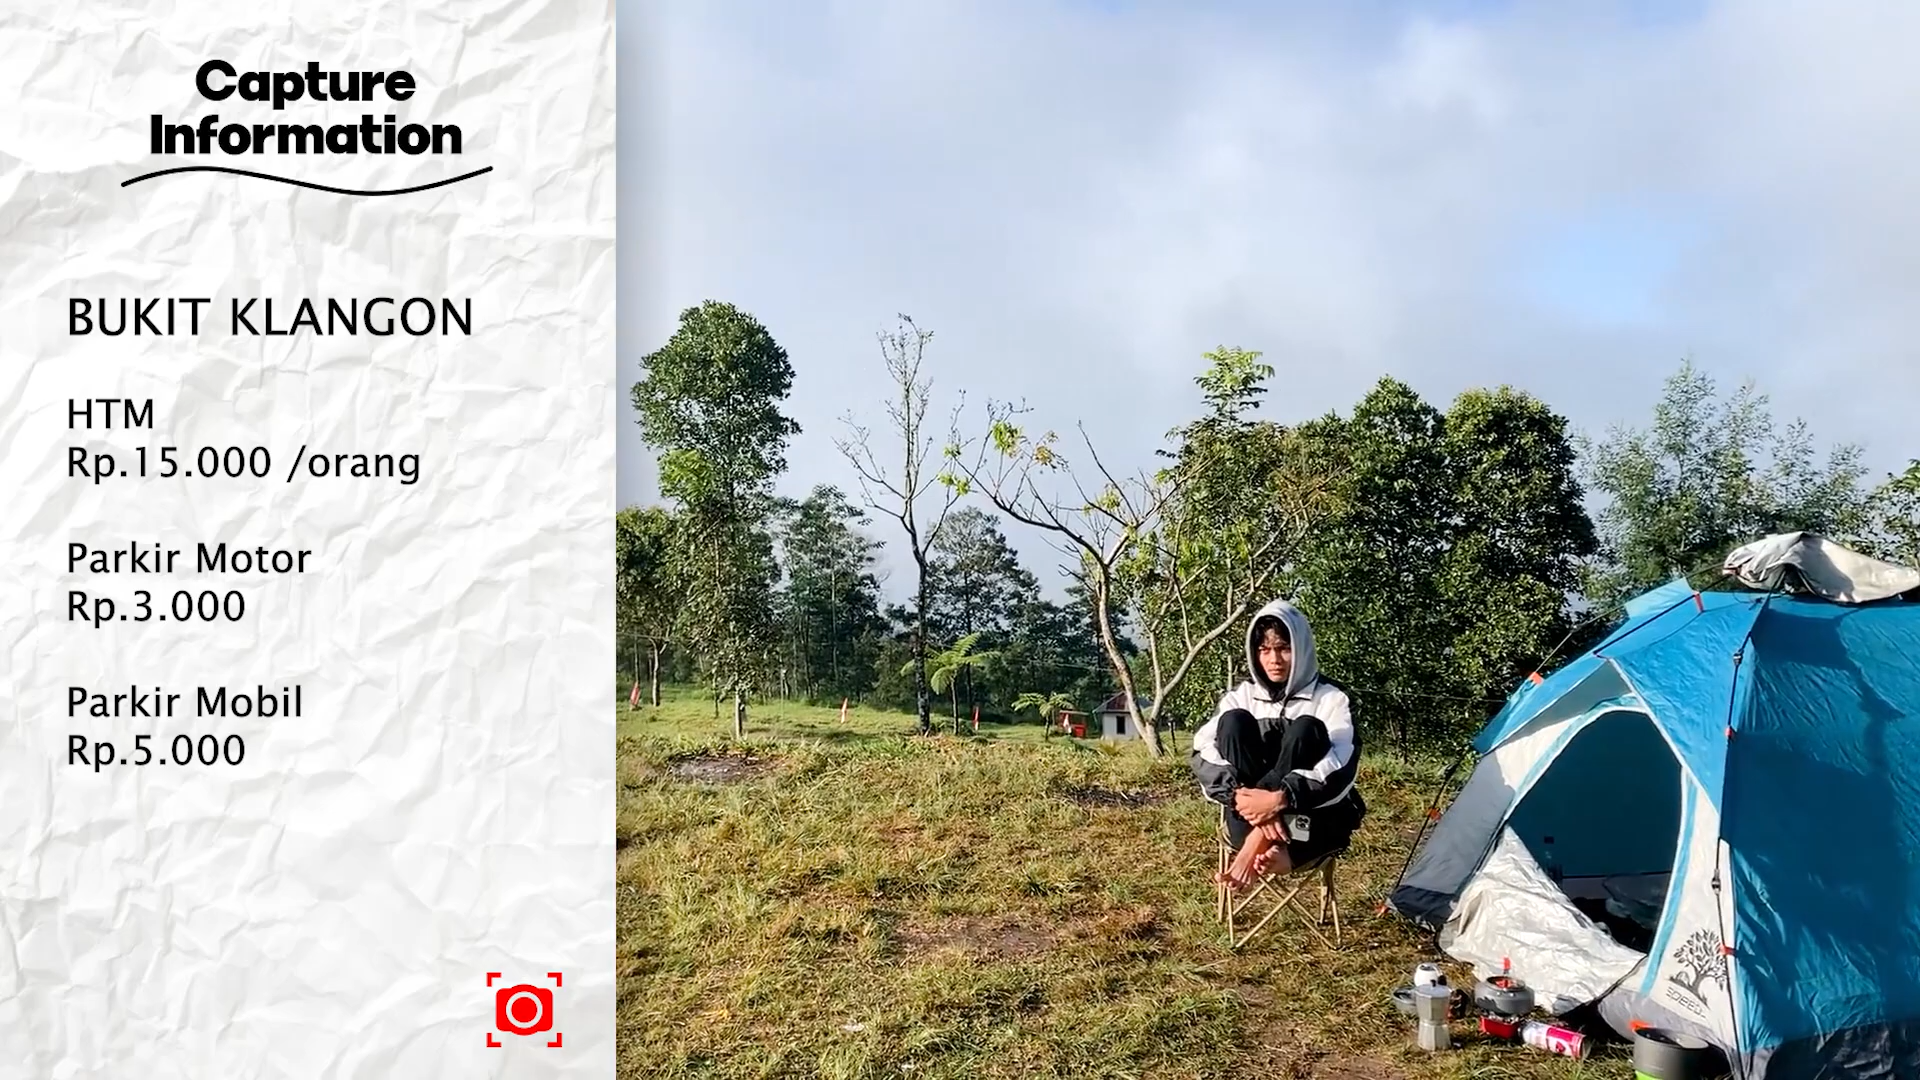 Capture
Information
BUKIT KLANGON
HTM
Rp.15.000 /orang
Parkir Motor
Rp.3.000
Parkir Mobil
Rp.5.000